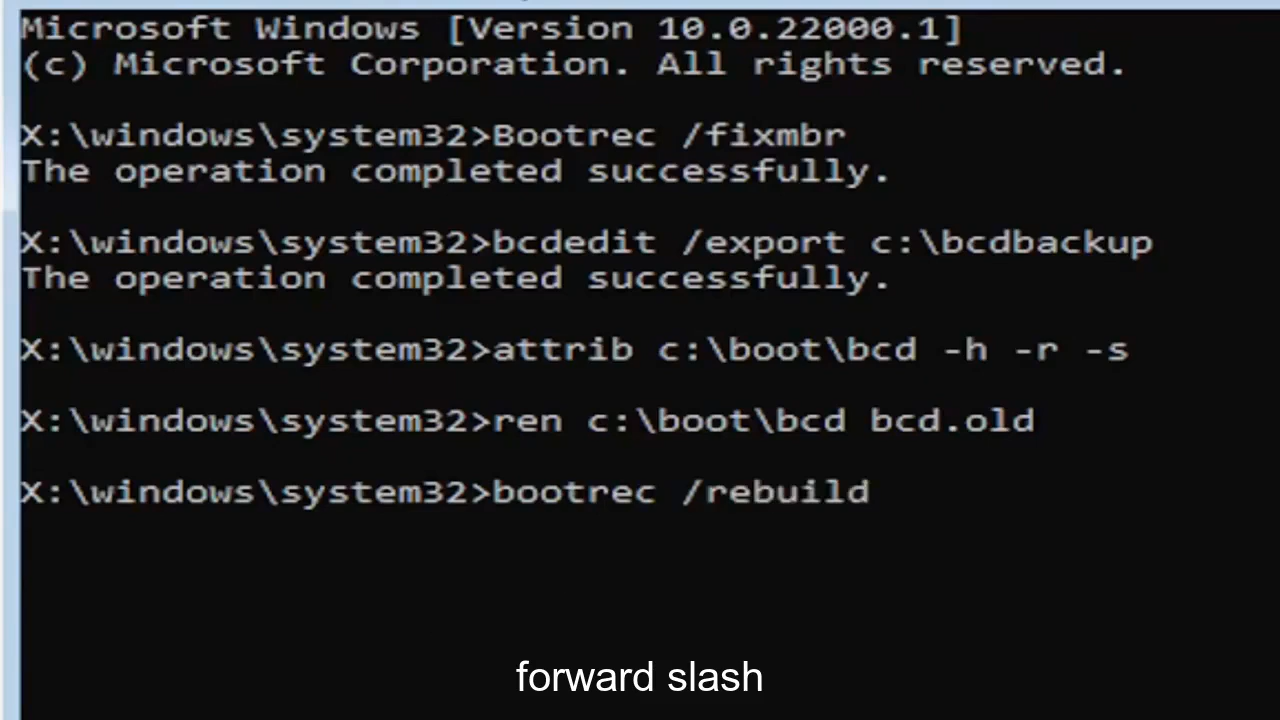 Microsoft Windows [Version 10.0.22000.1]
(c) Microsoft Corporation. All rights reserved.
X:\windows\system32>Bootrec /fixmbr
The operation completed successfully.
X:\windows\system32>bcdedit /export c:\bcdbackup
The operation completed successfully.
X:\windows\system32>attrib c:\boot\bcd -h -r -s
X:\windows\system32>ren c:\boot\bcd bcd.old
X:\windows\system32>bootrec /rebuild
forward slash